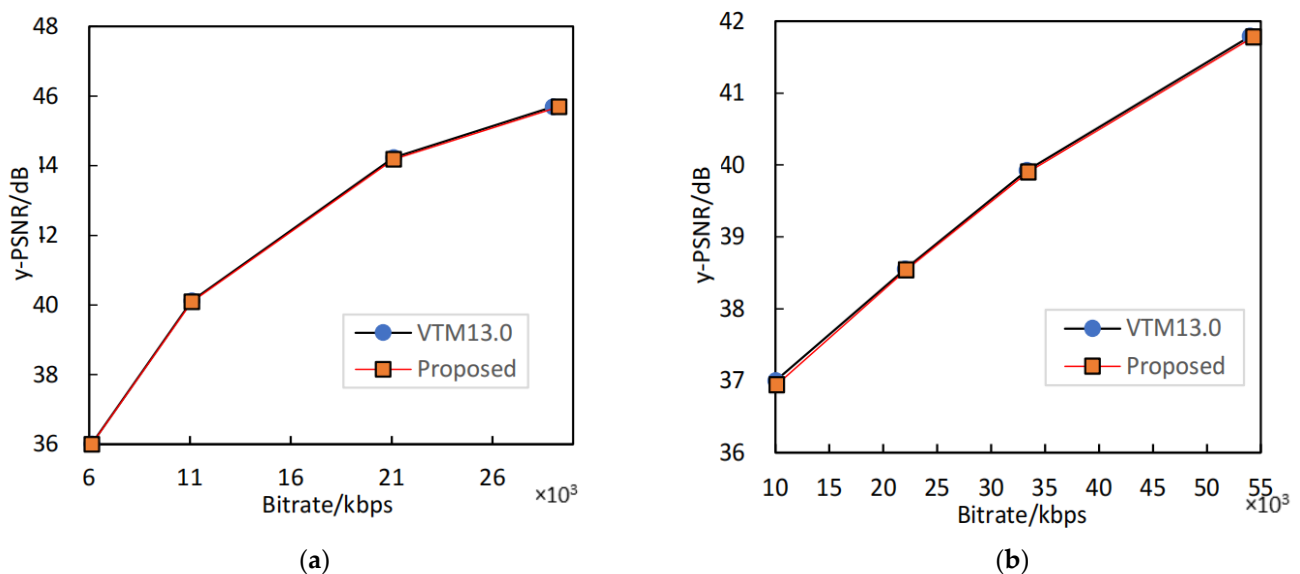 48
46
44
42
40
38
36
y-PSNR/dB
6 11 16 21 26
×10³
Bitrate/kbps
VTM13.0
Proposed
(a)
42
41
40
39
38
37
36
y-PSNR/dB
10 15 20 25 30 35 40 45 50 55
×10³
Bitrate/kbps
VTM13.0
Proposed
(b)